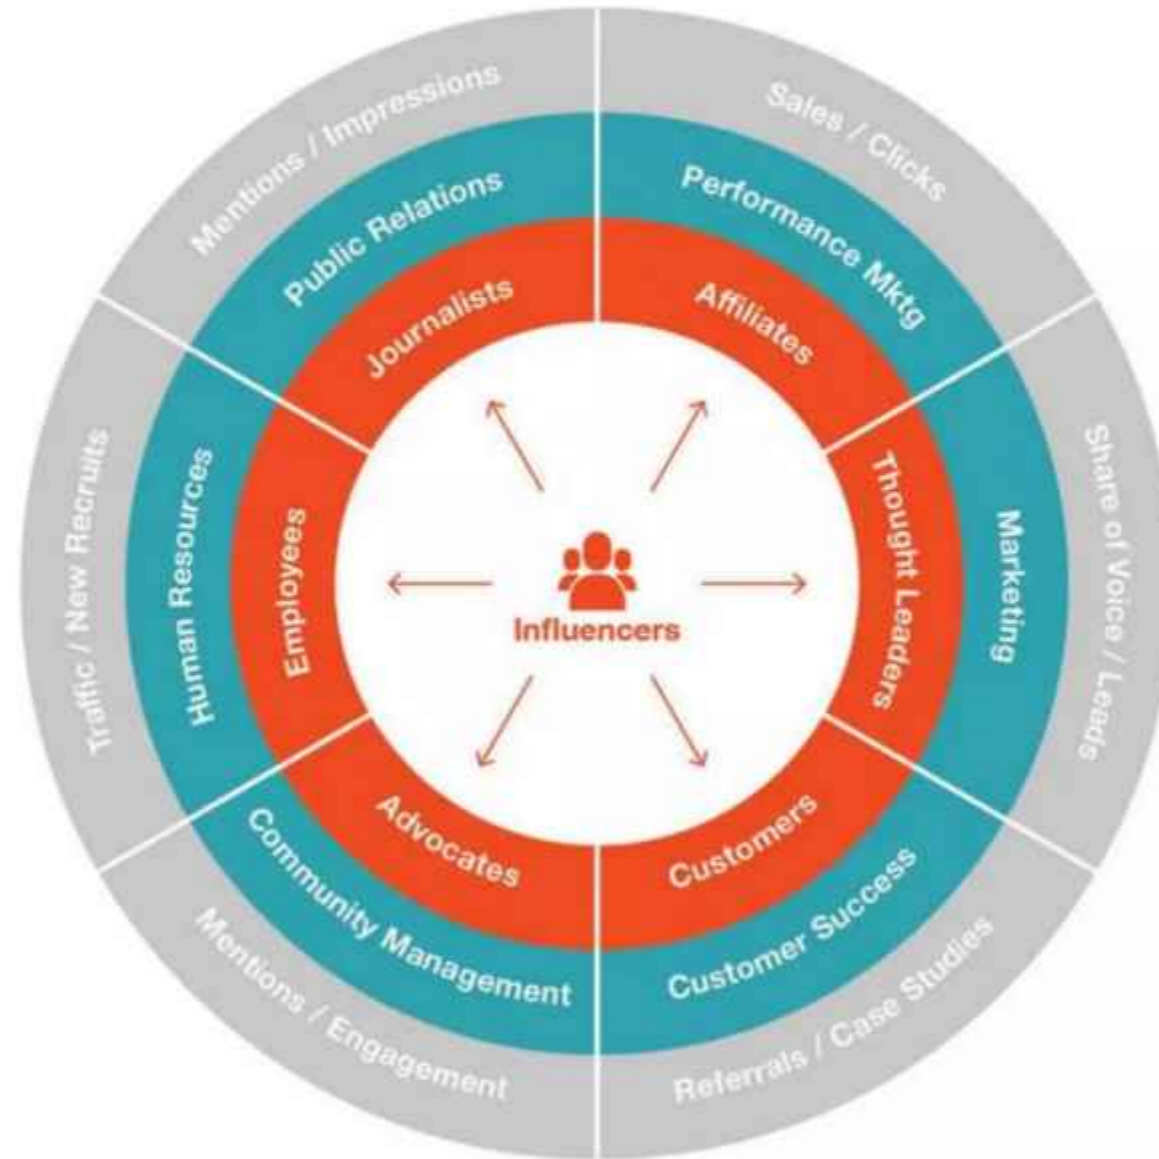 Mentions / Impressions
Sales / Clicks
Public Relations
Performance Mktg
Journalists
Affiliates
Traffic / New Recruits
Human Resources
Employees
Influencers
Thought Leaders
Marketing
Share of Voice / Leads
Advocates
Customers
Community Management
Customer Success
Mentions / Engagement
Referrals / Case Studies